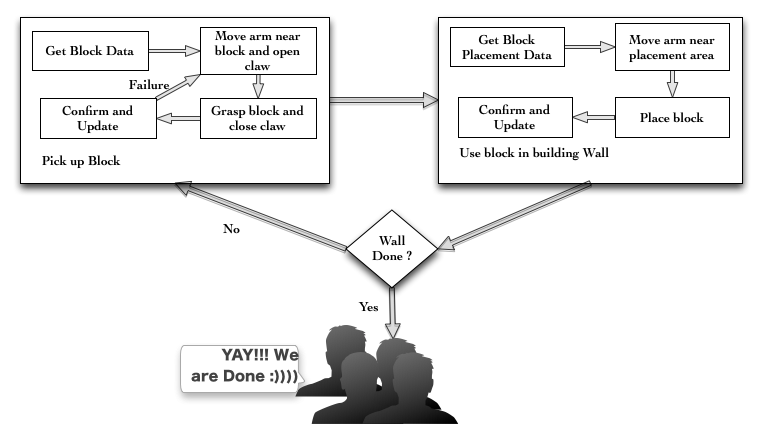 Get Block Data
Move arm near
block and open
claw
Failure
Confirm and
Update
Grasp block and
close claw
Pick up Block
Get Block
Placement Data
Move arm near
placement area
Confirm and
Update
Place block
Use block in building Wall
No
Wall
Done ?
Yes
YAY!!! We
are Done :))))